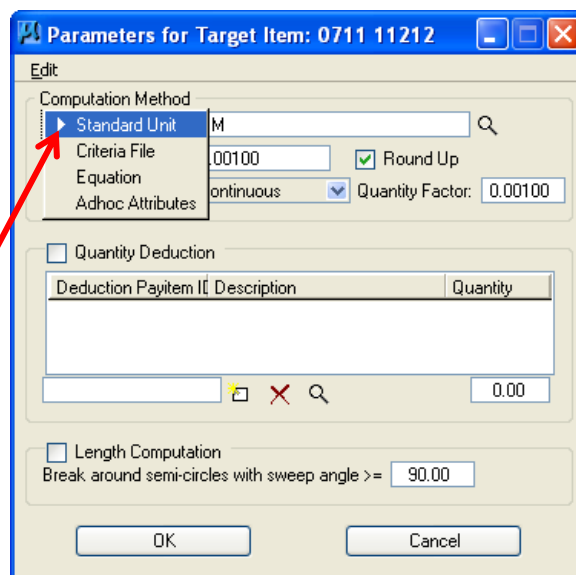 Parameters for Target Item: 0711 11212
Edit
Computation Method
Standard Unit M
Criteria File .00100 Round Up
Equation ontinuous Quantity Factor: 0.00100
Adhoc Attributes
Quantity Deduction
Deduction Payitem II Description Quantity
0.00
Length Computation
Break around semi-circles with sweep angle >= 90.00
OK Cancel